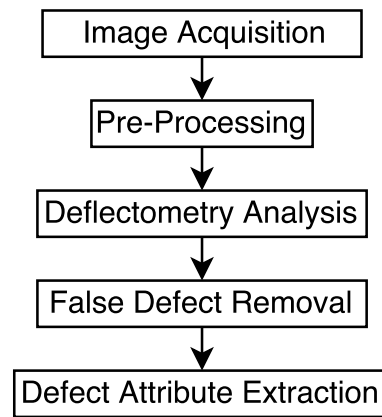 Image Acquisition
Pre-Processing
Deflectometry Analysis
False Defect Removal
Defect Attribute Extraction